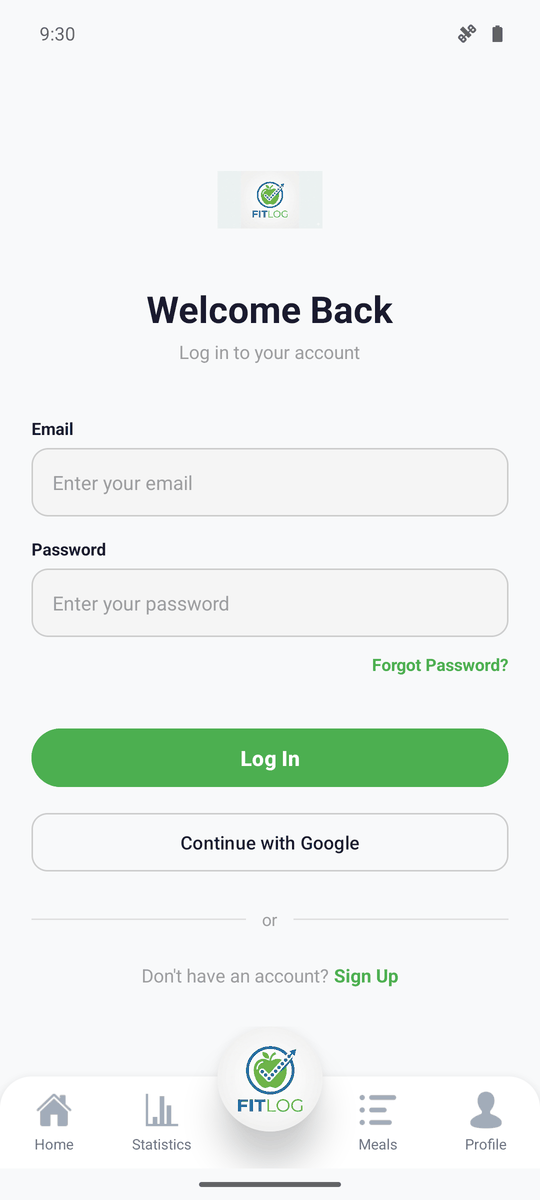 9:30
FITLOG
Welcome Back
Log in to your account
Email
Enter your email
Password
Enter your password
Forgot Password?
Log In
Continue with Google
or
Don't have an account? Sign Up
FITLOG
Home
Statistics
Meals
Profile